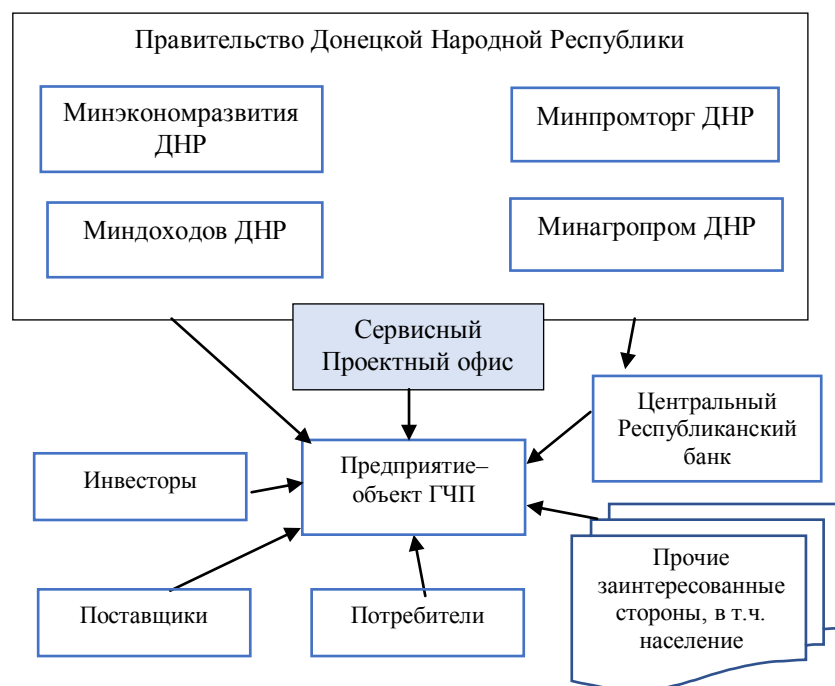 Правительство Донецкой Народной Республики
Минэкономразвития
ДНР
Минпромторг ДНР
Миндоходов ДНР
Минагропром ДНР
Сервисный
Проектный офис
Центральный
Республиканский
банк
Предприятие–
объект ГЧП
Инвесторы
Прочие
заинтересованные
стороны, в т.ч.
население
Поставщики
Потребители